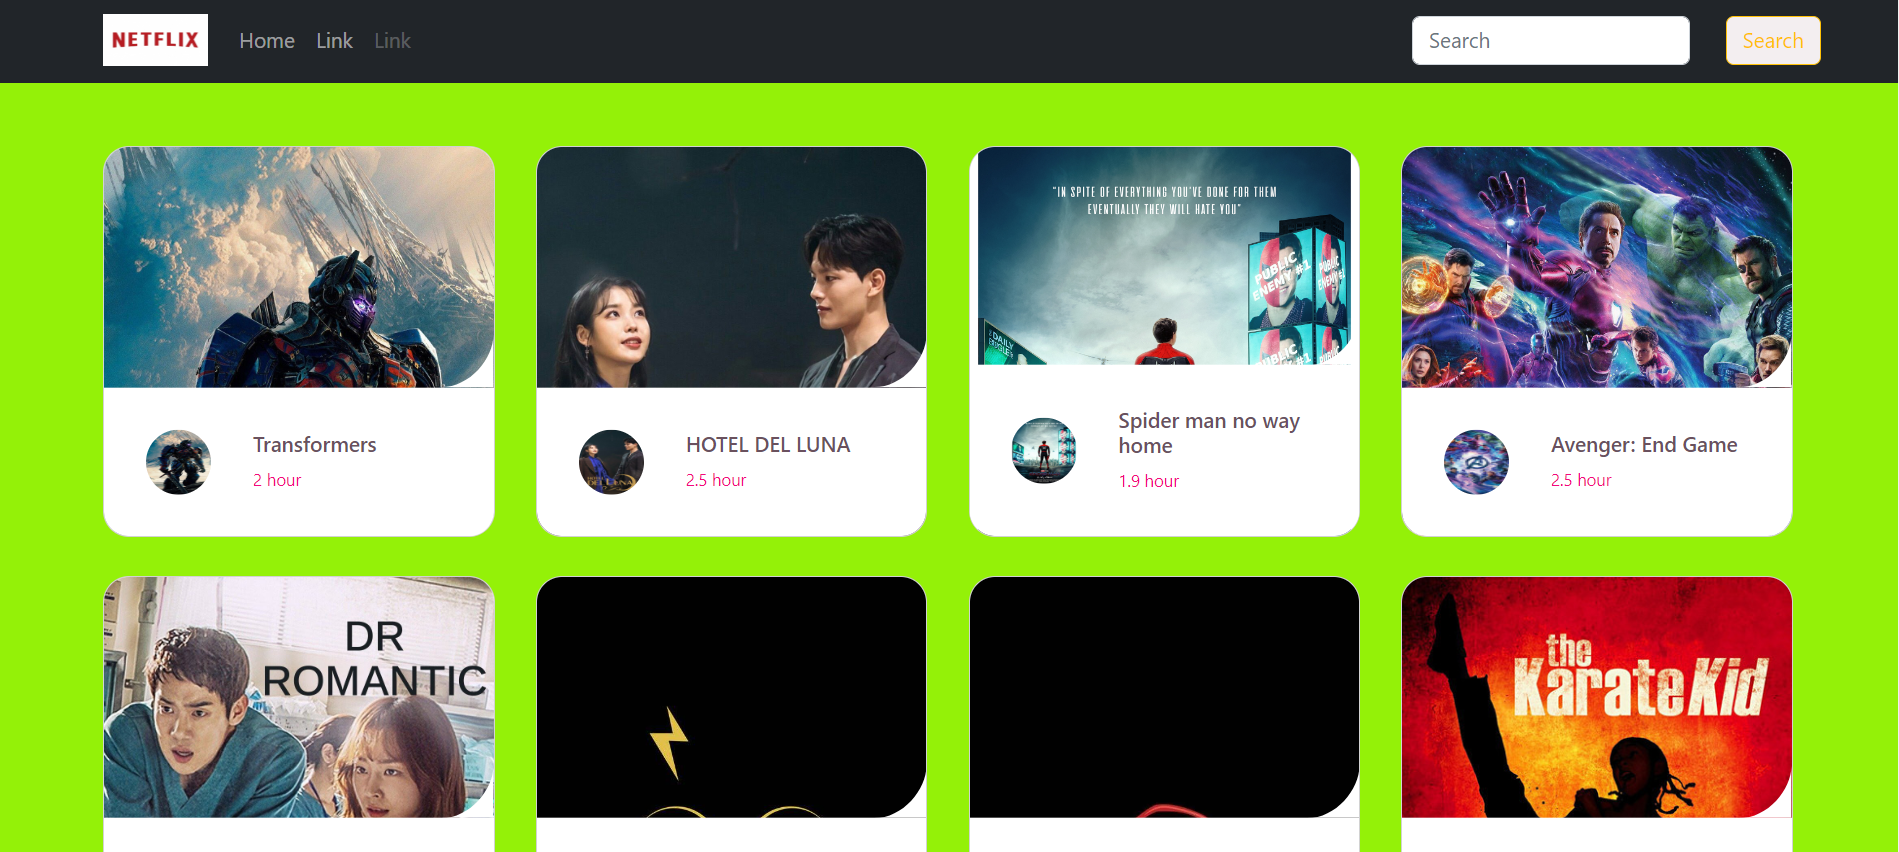 NETFLIX
Home
Link
Link
Search
Search
"IN SPITE OF EVERYTHING YOU'VE DONE FOR THEM
EVENTUALLY THEY WILL HATE YOU"
PUBLIC
ENEMY #1
PUBLIC
DAILY
Transformers
2 hour
HOTEL DEL LUNA
2.5 hour
Spider man no way
home
1.9 hour
Avenger: End Game
2.5 hour
DR
ROMANTIC
the
Karate Kid